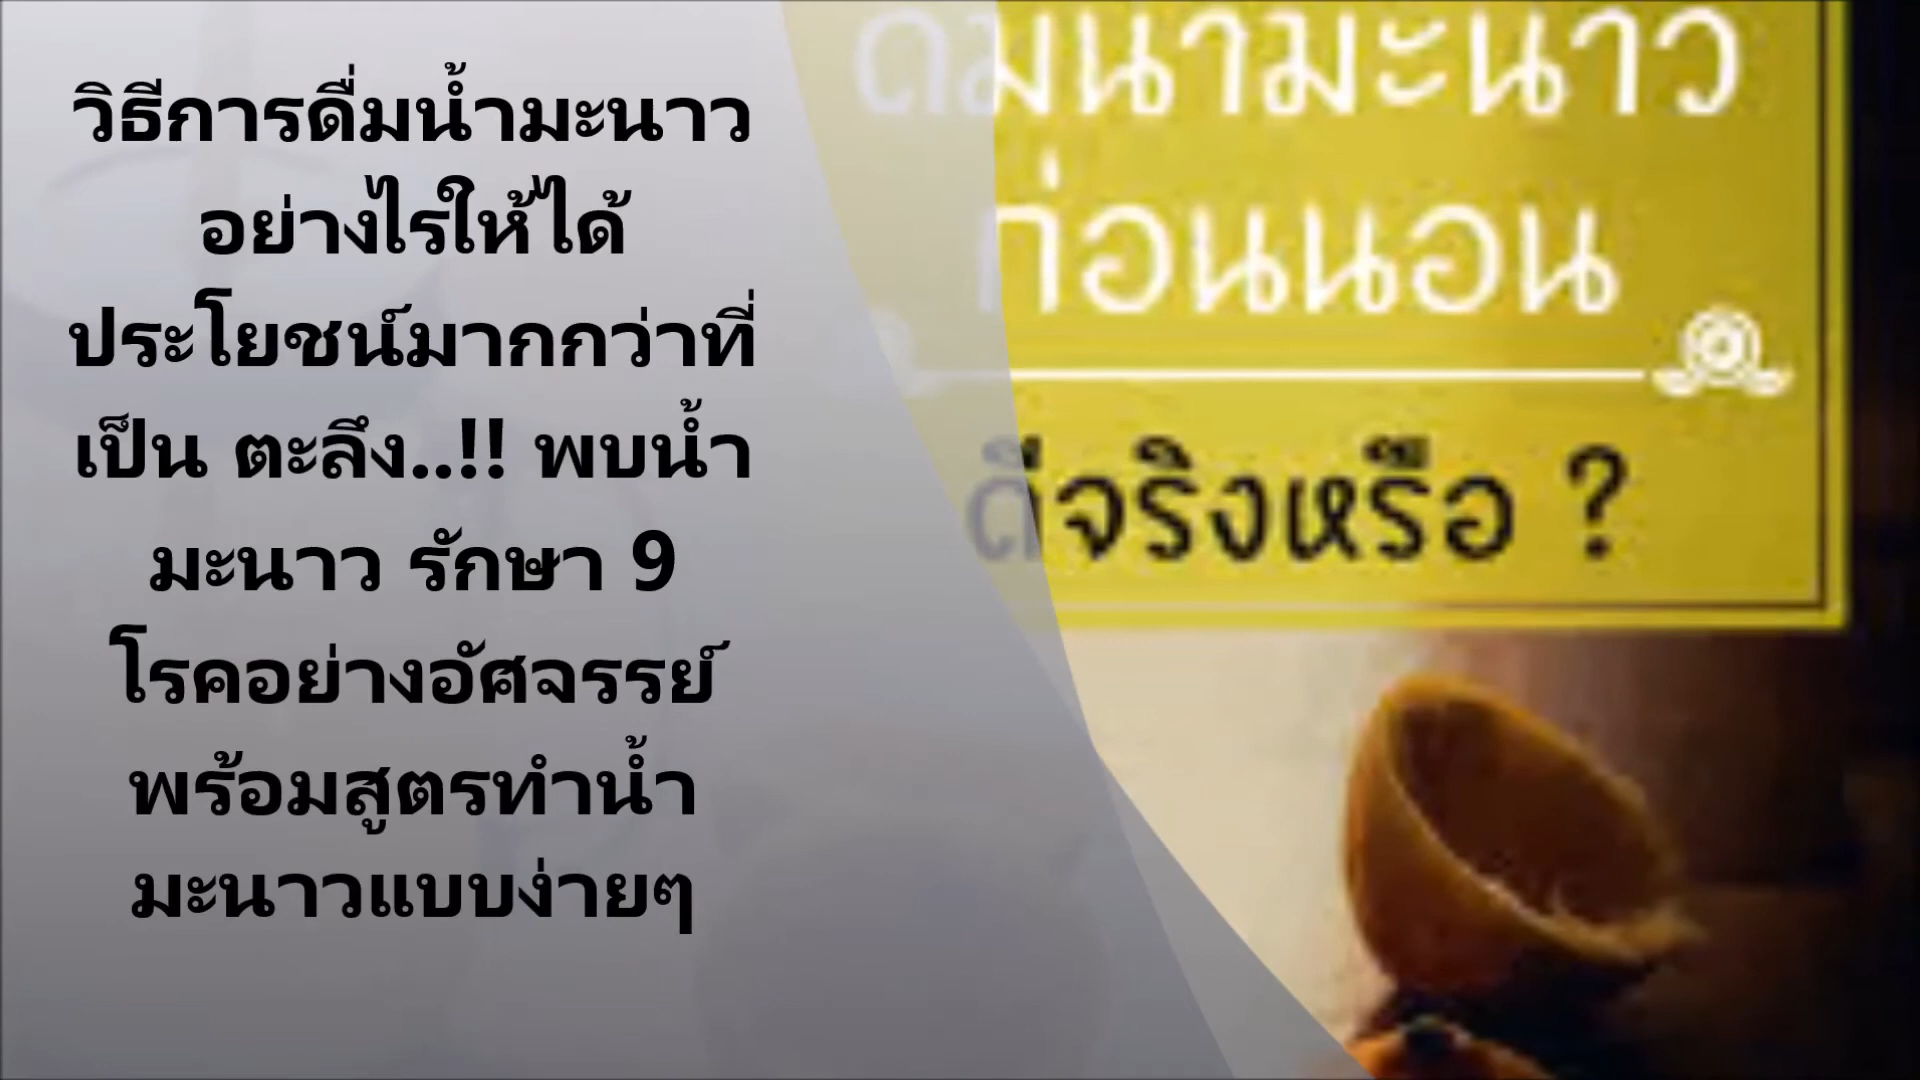 วิธีการดื่มน้ำมะนาว
อย่างไรให้ได้
ประโยชน์มากกว่าที่
เป็น ตะลึง..!! พบน้ำ
มะนาว รักษา 9
โรคอย่างอัศจรรย์
พร้อมสูตรทำน้ำ
มะนาวแบบง่ายๆ
ดื่มน้ำมะนาว
ก่อนนอน
ดีจริงหรือ ?